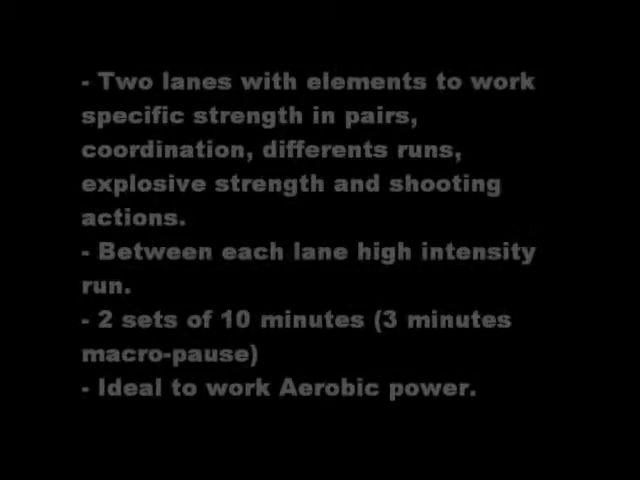 - Two lanes with elements to work
specific strength in pairs,
coordination, differents runs,
explosive strength and shooting
actions.
- Between each lane high intensity
run.
- 2 sets of 10 minutes (3 minutes
macro-pause)
- Ideal to work Aerobic power.